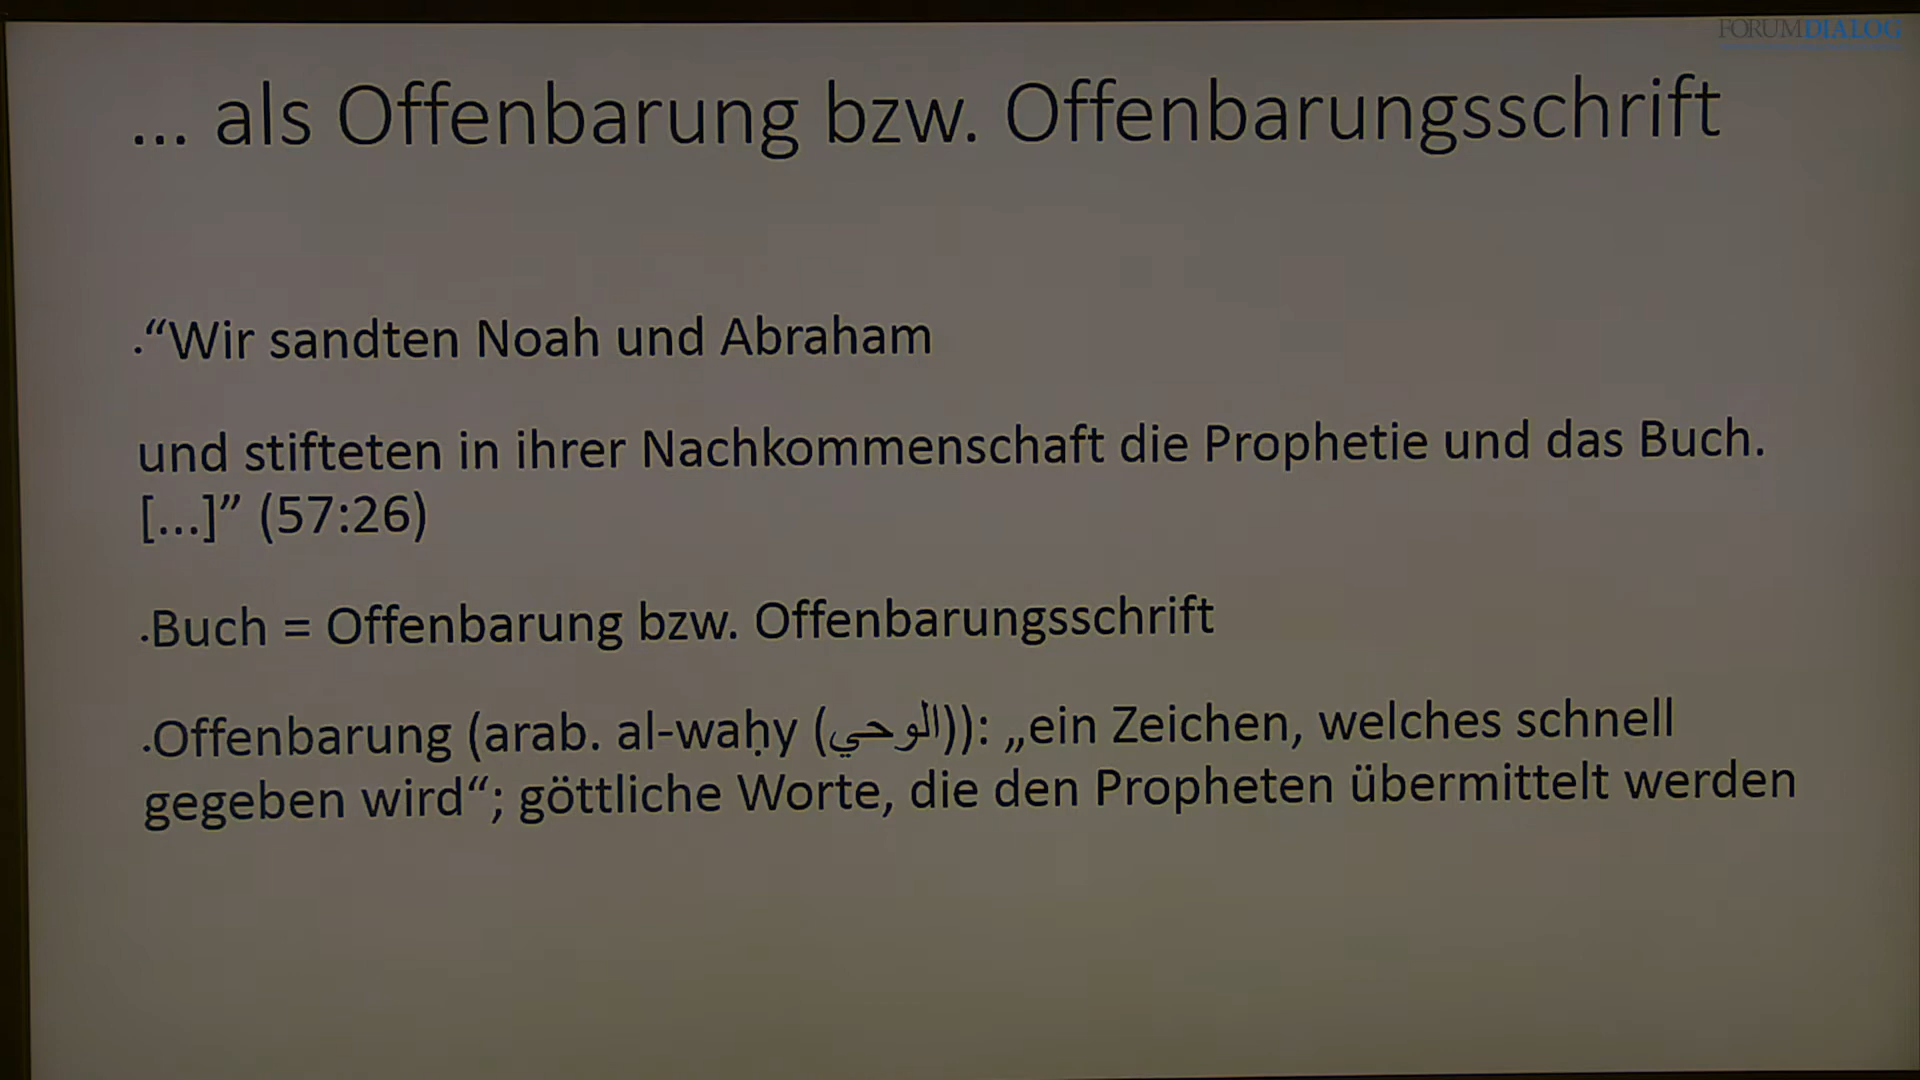 FORUMDIALOG
... als Offenbarung bzw. Offenbarungsschrift
.“Wir sandten Noah und Abraham
und stifteten in ihrer Nachkommenschaft die Prophetie und das Buch.
[...]” (57:26)
.Buch = Offenbarung bzw. Offenbarungsschrift
.Offenbarung (arab. al-waḥy (الوحي)): „ein Zeichen, welches schnell
gegeben wird“; göttliche Worte, die den Propheten übermittelt werden